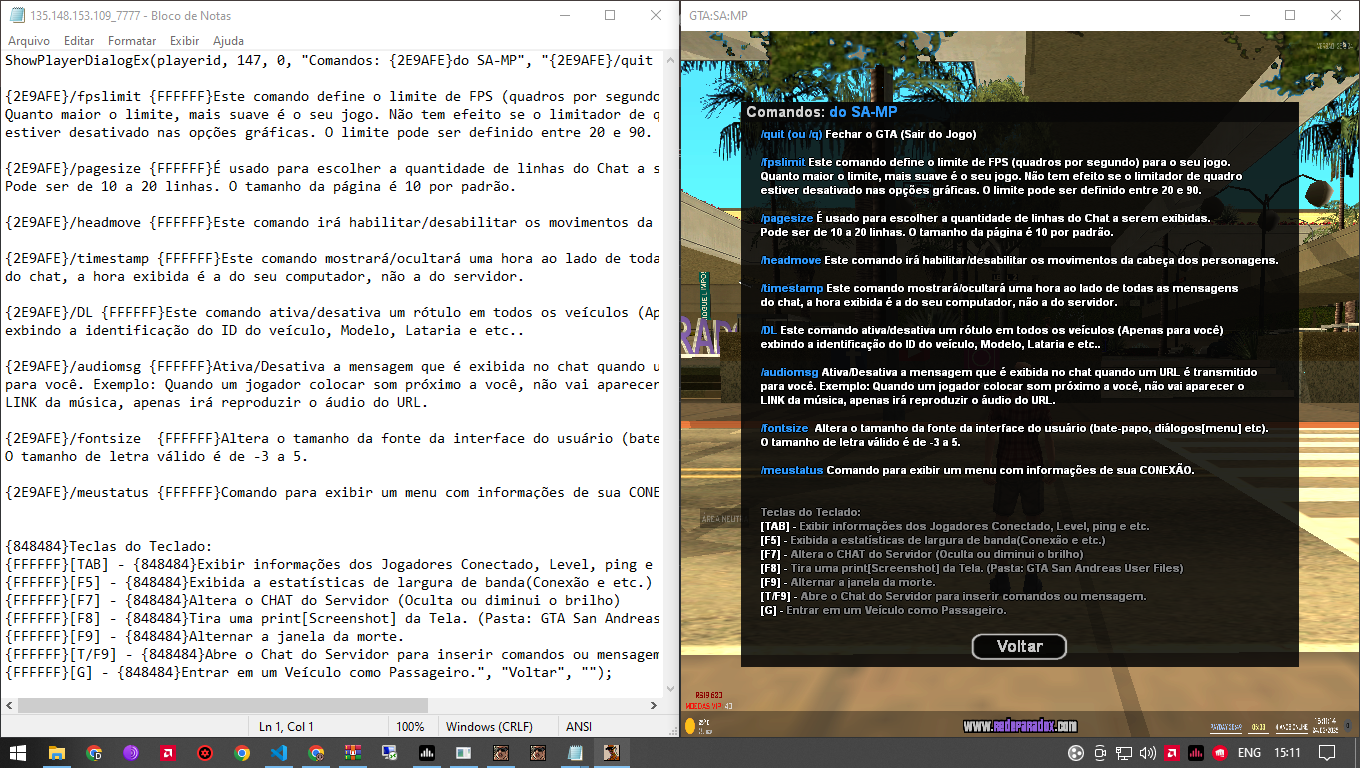 135.148.153.109_7777 - Bloco de Notas
Arquivo Editar Formatar Exibir Ajuda
ShowPlayerDialogEx(playerid, 147, 0, "Comandos: {2E9AFE}do SA-MP", "{2E9AFE}/quit
{2E9AFE}/fpslimit {FFFFFF}Este comando define o limite de FPS (quadros por segundo
Quanto maior o limite, mais suave é o seu jogo. Não tem efeito se o limitador de q
estiver desativado nas opções gráficas. O limite pode ser definido entre 20 e 90.
{2E9AFE}/pagesize {FFFFFF}É usado para escolher a quantidade de linhas do Chat a s
Pode ser de 10 a 20 linhas. O tamanho da página é 10 por padrão.
{2E9AFE}/headmove {FFFFFF}Este comando irá habilitar/desabilitar os movimentos da
{2E9AFE}/timestamp {FFFFFF}Este comando mostrará/ocultará uma hora ao lado de toda
do chat, a hora exibida é a do seu computador, não a do servidor.
{2E9AFE}/DL {FFFFFF}Este comando ativa/desativa um rótulo em todos os veículos (Ap
exbindo a identificação do ID do veículo, Modelo, Lataria e etc..
{2E9AFE}/audiomsg {FFFFFF}Ativa/Desativa a mensagem que é exibida no chat quando u
para você. Exemplo: Quando um jogador colocar som próximo a você, não vai aparecer
LINK da música, apenas irá reproduzir o áudio do URL.
{2E9AFE}/fontsize  {FFFFFF}Altera o tamanho da fonte da interface do usuário (bate
O tamanho de letra válido é de -3 a 5.
{2E9AFE}/meustatus {FFFFFF}Comando para exibir um menu com informações de sua CONE
{848484}Teclas do Teclado:
{FFFFFF}[TAB] - {848484}Exibir informações dos Jogadores Conectado, Level, ping e
{FFFFFF}[F5] - {848484}Exibida a estatísticas de largura de banda(Conexão e etc.)
{FFFFFF}[F7] - {848484}Altera o CHAT do Servidor (Oculta ou diminui o brilho)
{FFFFFF}[F8] - {848484}Tira uma print[Screenshot] da Tela. (Pasta: GTA San Andreas
{FFFFFF}[F9] - {848484}Alternar a janela da morte.
{FFFFFF}[T/F9] - {848484}Abre o Chat do Servidor para inserir comandos ou mensagem
{FFFFFF}[G] - {848484}Entrar em um Veículo como Passageiro.", "Voltar", "");
Ln 1, Col 1 100% Windows (CRLF) ANSI
GTA:SA:MP
Comandos: do SA-MP
/quit (ou /q) Fechar o GTA (Sair do Jogo)
/fpslimit Este comando define o limite de FPS (quadros por segundo) para o seu jogo.
Quanto maior o limite, mais suave é o seu jogo. Não tem efeito se o limitador de quadro
estiver desativado nas opções gráficas. O limite pode ser definido entre 20 e 90.
/pagesize É usado para escolher a quantidade de linhas do Chat a serem exibidas.
Pode ser de 10 a 20 linhas. O tamanho da página é 10 por padrão.
/headmove Este comando irá habilitar/desabilitar os movimentos da cabeça dos personagens.
/timestamp Este comando mostrará/ocultará uma hora ao lado de todas as mensagens
do chat, a hora exibida é a do seu computador, não a do servidor.
/DL Este comando ativa/desativa um rótulo em todos os veículos (Apenas para você)
exbindo a identificação do ID do veículo, Modelo, Lataria e etc..
/audiomsg Ativa/Desativa a mensagem que é exibida no chat quando um URL é transmitido
para você. Exemplo: Quando um jogador colocar som próximo a você, não vai aparecer o
LINK da música, apenas irá reproduzir o áudio do URL.
/fontsize  Altera o tamanho da fonte da interface do usuário (bate-papo, diálogos[menu] etc).
O tamanho de letra válido é de -3 a 5.
/meustatus Comando para exibir um menu com informações de sua CONEXÃO.
Teclas do Teclado:
[TAB] - Exibir informações dos Jogadores Conectado, Level, ping e etc.
[F5] - Exibida a estatísticas de largura de banda(Conexão e etc.)
[F7] - Altera o CHAT do Servidor (Oculta ou diminui o brilho)
[F8] - Tira uma print[Screenshot] da Tela. (Pasta: GTA San Andreas User Files)
[F9] - Alternar a janela da morte.
[T/F9] - Abre o Chat do Servidor para inserir comandos ou mensagem.
[G] - Entrar em um Veículo como Passageiro.
Voltar
AREA NEUT
MOEDAS VIP:
www.redeparadox.com
ENG 15:11